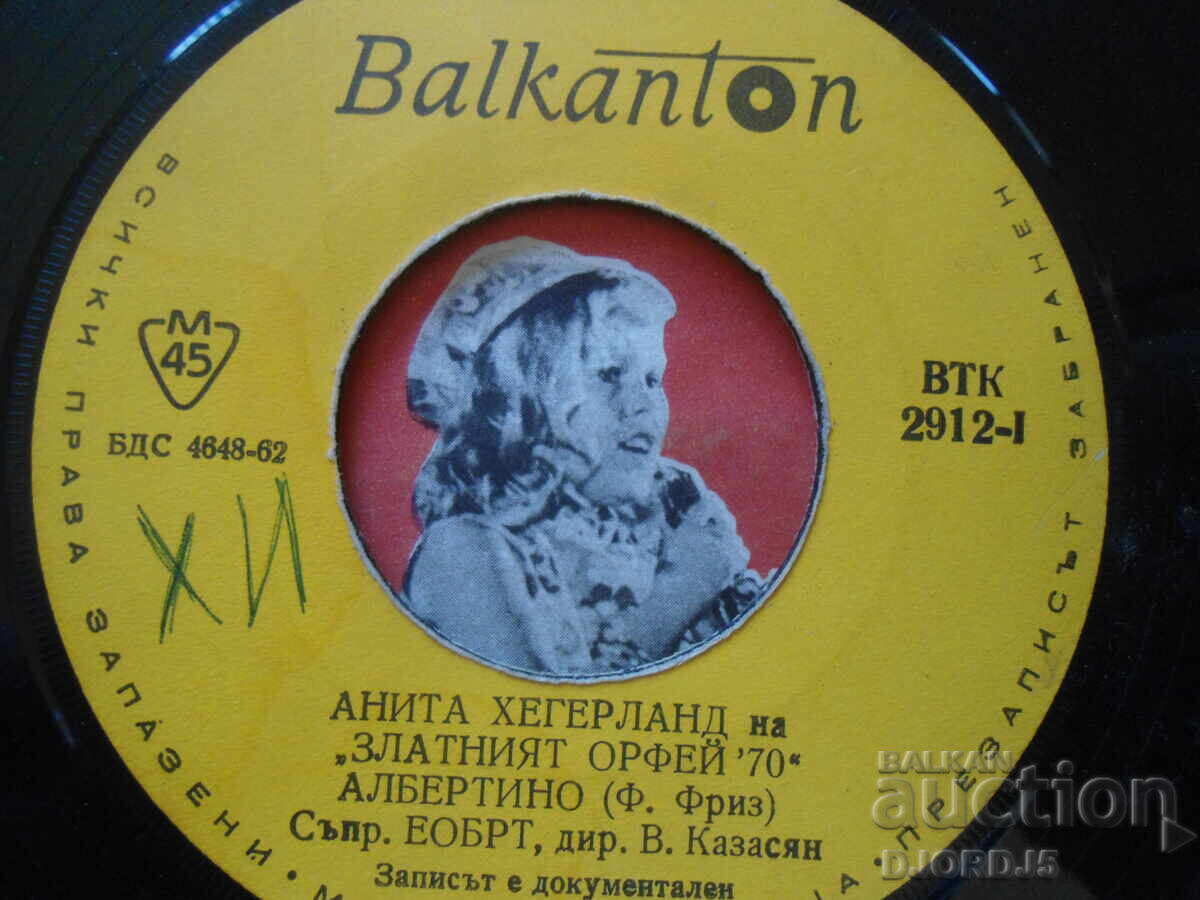 Balkanton
ВСИЧКИ ПРАВА ЗАПАЗЕНИ
ПРЕЗАПИСЪТ ЗАБРАНЕН
М
45
БДС 4648-62
ВТК
2912-I
ХИ
АНИТА ХЕГЕРЛАНД на
„ЗЛАТНИЯТ ОРФЕЙ '70“
АЛБЕРТИНО (Ф. Фриз)
Съпр. ЕОБРТ, дир. В. Казасян
Записът е документален
BALKAN
auction
DJORDJ5